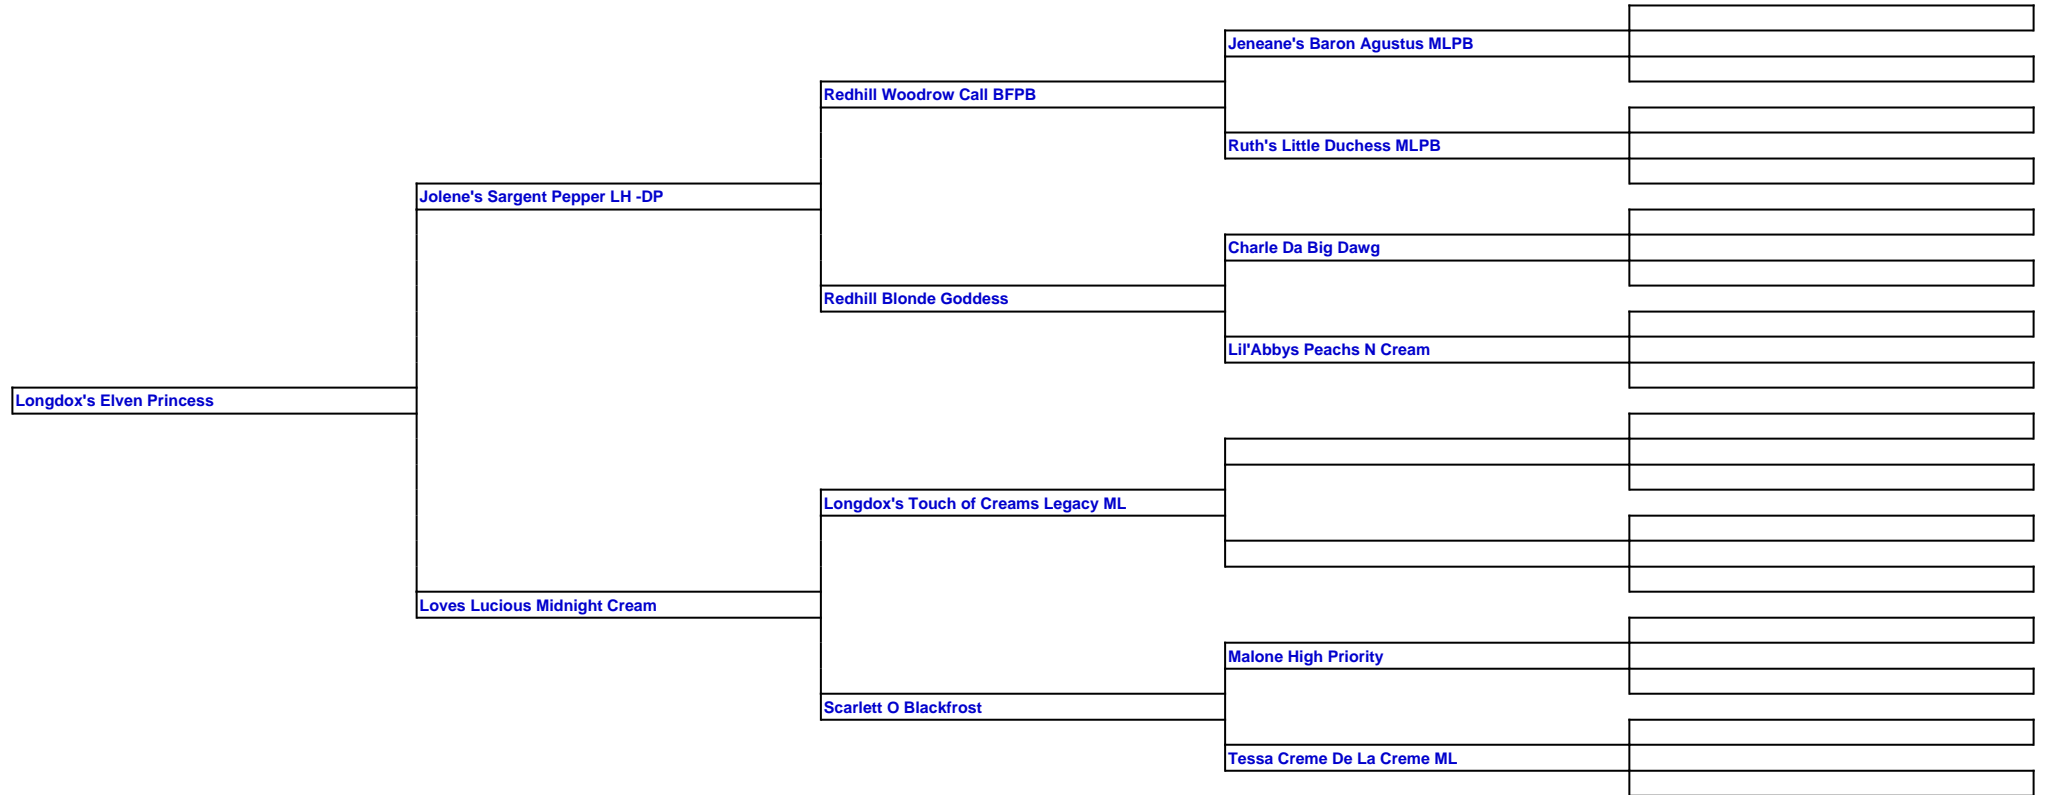 Jeneane's Baron Agustus MLPB
Redhill Woodrow Call BFPB
Ruth's Little Duchess MLPB
Jolene's Sargent Pepper LH -DP
Charle Da Big Dawg
Redhill Blonde Goddess
Lil'Abbys Peachs N Cream
Longdox's Elven Princess
Longdox's Touch of Creams Legacy ML
Loves Lucious Midnight Cream
Malone High Priority
Scarlett O Blackfrost
Tessa Creme De La Creme ML